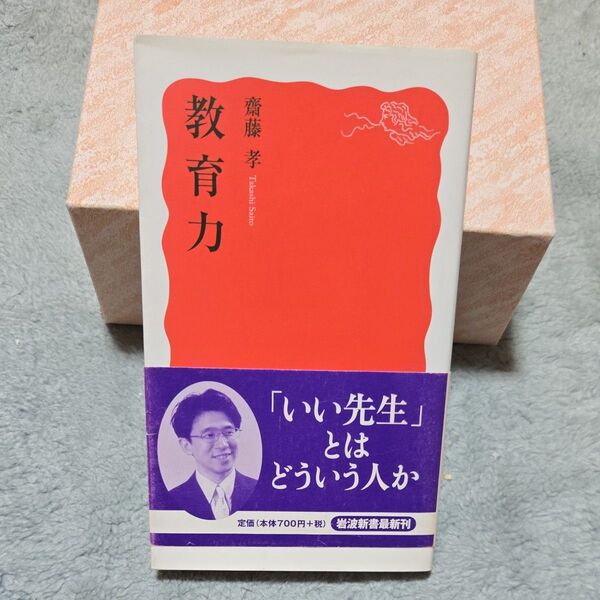 教育力
齋藤 孝
Takashi Saito
「いい先生」
とは
どういう人か
定価(本体700円+税)
岩波新書最新刊